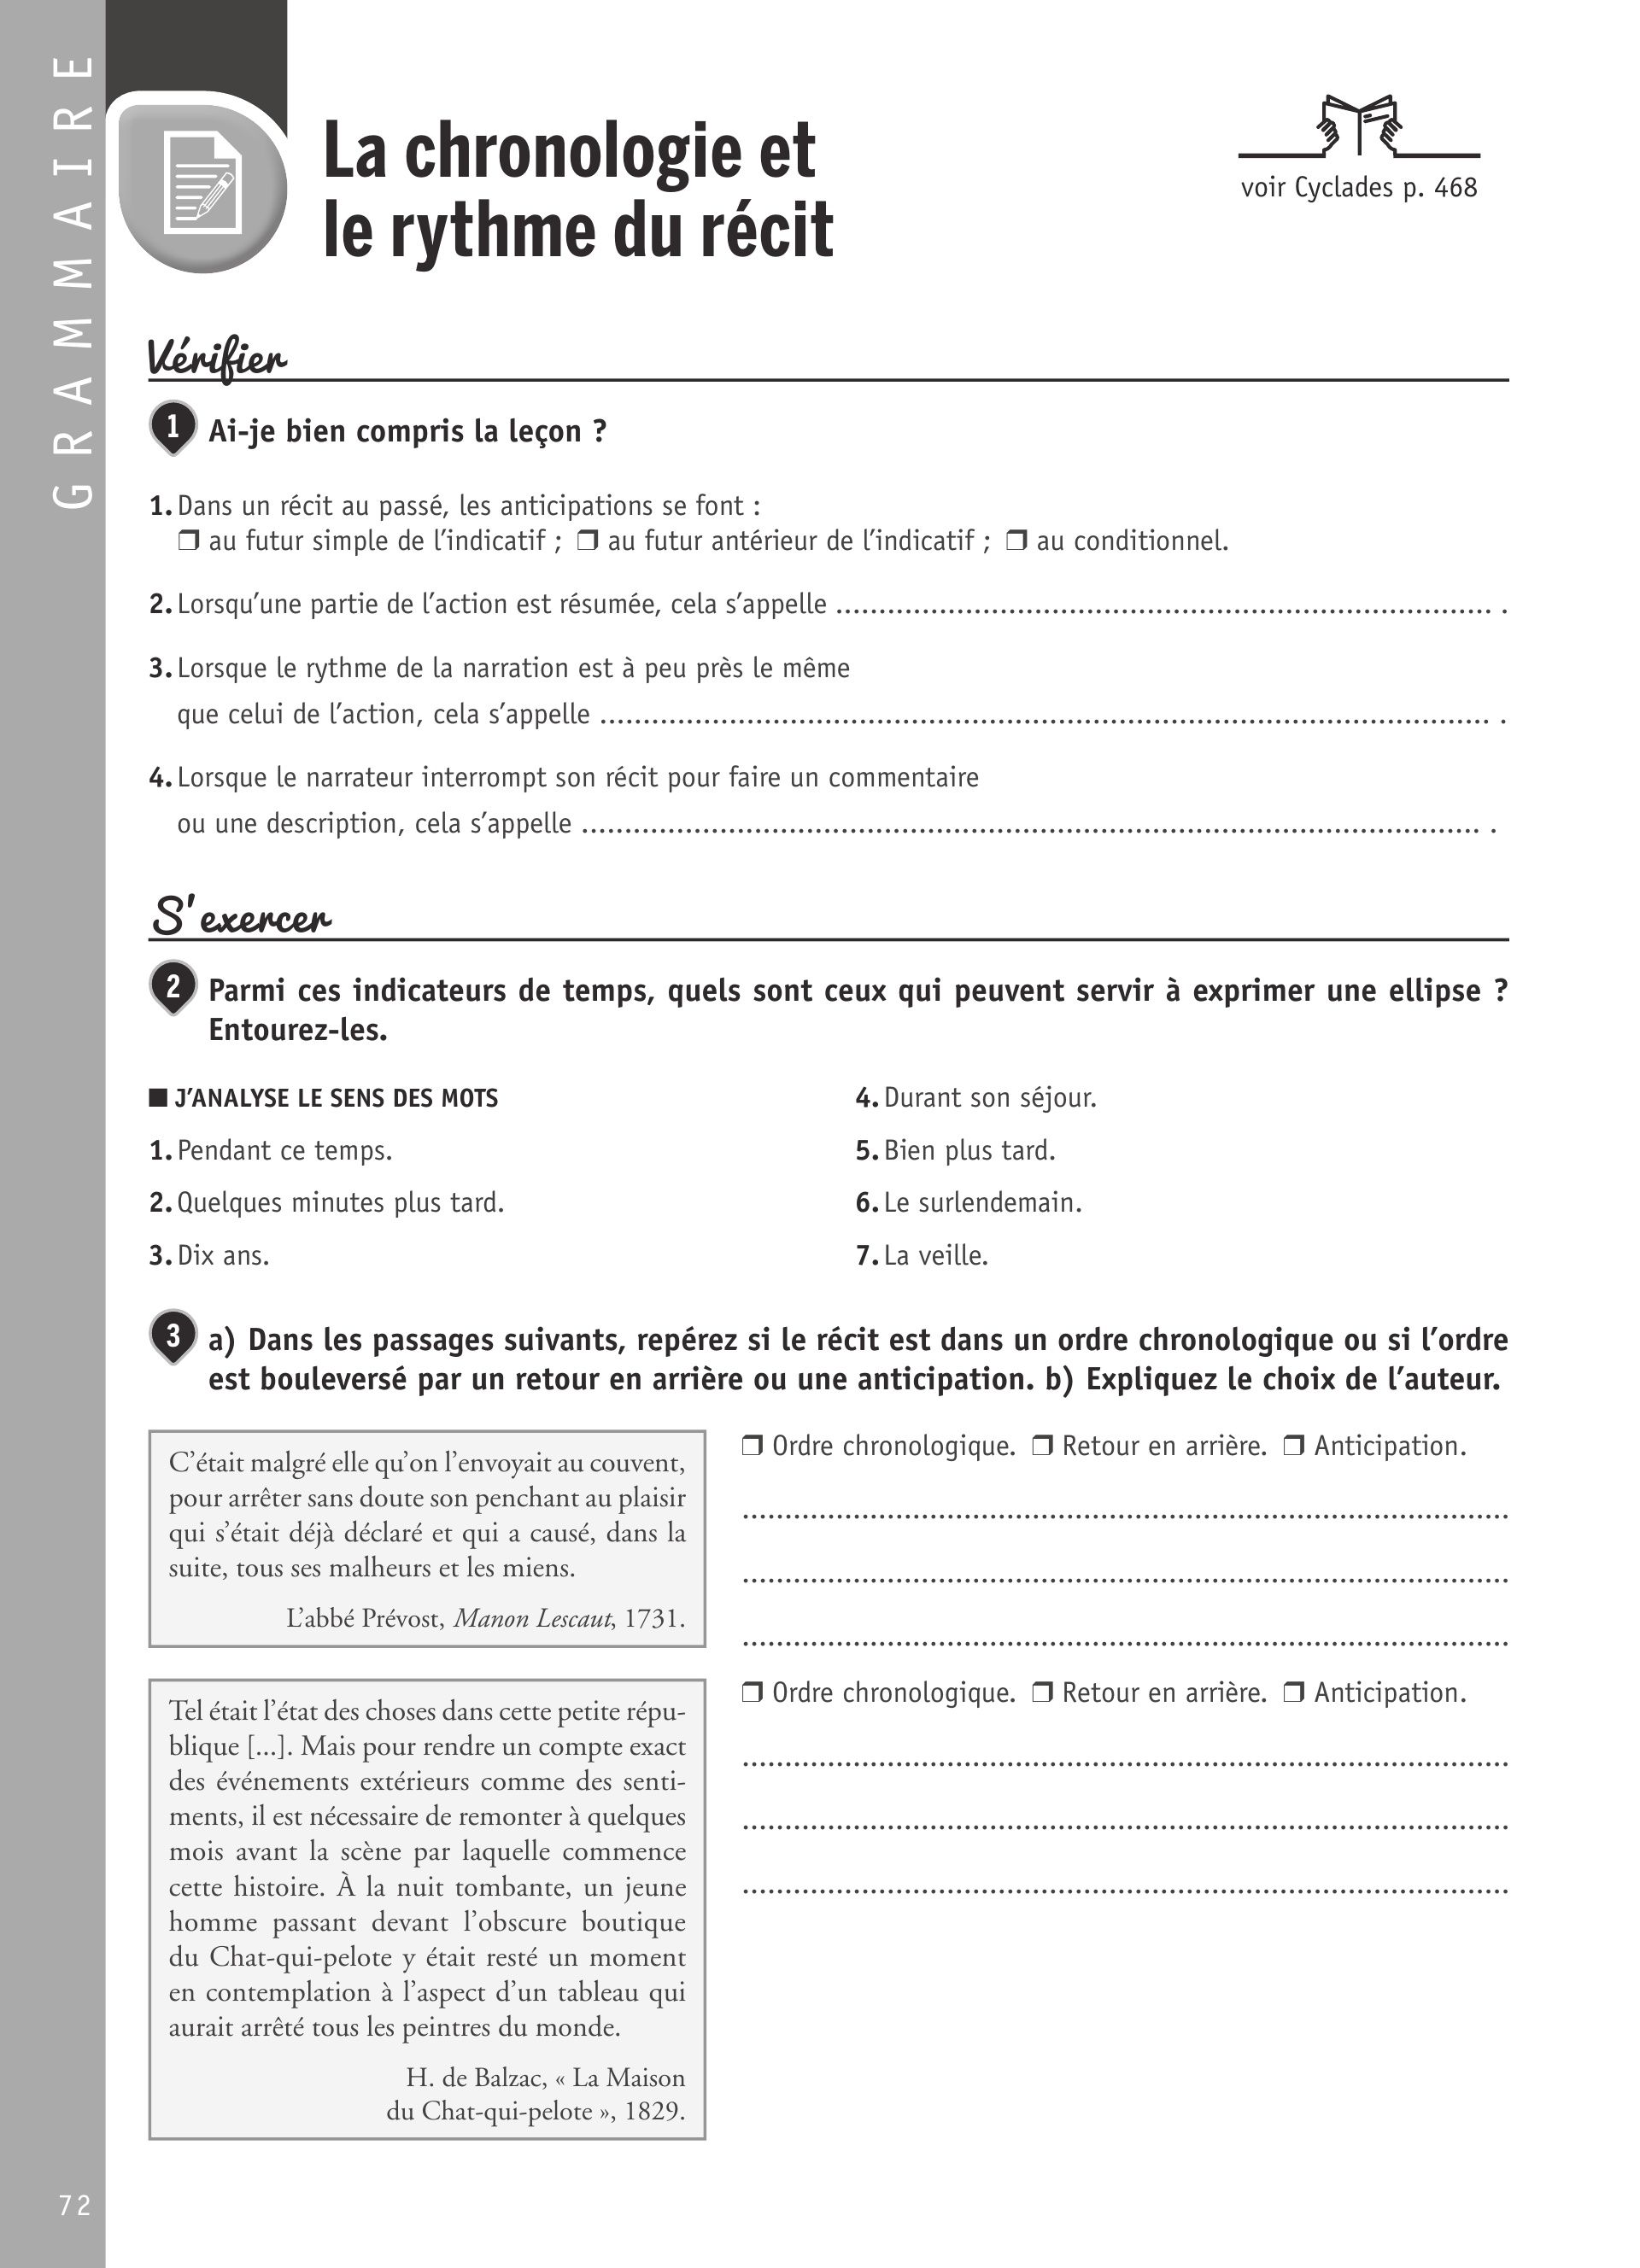 GRAMMAIRE
La chronologie et
le rythme du récit
voir Cyclades p. 468
Vérifier
1 Ai-je bien compris la leçon ?
1. Dans un récit au passé, les anticipations se font :
❒ au futur simple de l’indicatif ; ❒ au futur antérieur de l’indicatif ; ❒ au conditionnel.
2. Lorsqu’une partie de l’action est résumée, cela s’appelle ............................................................................ .
3. Lorsque le rythme de la narration est à peu près le même
que celui de l’action, cela s’appelle ....................................................................................................... .
4. Lorsque le narrateur interrompt son récit pour faire un commentaire
ou une description, cela s’appelle ........................................................................................................ .
S’exercer
2 Parmi ces indicateurs de temps, quels sont ceux qui peuvent servir à exprimer une ellipse ?
Entourez-les.
■ J’ANALYSE LE SENS DES MOTS
1. Pendant ce temps.
2. Quelques minutes plus tard.
3. Dix ans.
4. Durant son séjour.
5. Bien plus tard.
6. Le surlendemain.
7. La veille.
3 a) Dans les passages suivants, repérez si le récit est dans un ordre chronologique ou si l’ordre
est bouleversé par un retour en arrière ou une anticipation. b) Expliquez le choix de l’auteur.
C’était malgré elle qu’on l’envoyait au couvent,
pour arrêter sans doute son penchant au plaisir
qui s’était déjà déclaré et qui a causé, dans la
suite, tous ses malheurs et les miens.
L’abbé Prévost, Manon Lescaut, 1731.
❒ Ordre chronologique. ❒ Retour en arrière. ❒ Anticipation.
.........................................................................................
.........................................................................................
.........................................................................................
Tel était l’état des choses dans cette petite répu-
blique [...]. Mais pour rendre un compte exact
des événements extérieurs comme des senti-
ments, il est nécessaire de remonter à quelques
mois avant la scène par laquelle commence
cette histoire. À la nuit tombante, un jeune
homme passant devant l’obscure boutique
du Chat-qui-pelote y était resté un moment
en contemplation à l’aspect d’un tableau qui
aurait arrêté tous les peintres du monde.
H. de Balzac, « La Maison
du Chat-qui-pelote », 1829.
❒ Ordre chronologique. ❒ Retour en arrière. ❒ Anticipation.
.........................................................................................
.........................................................................................
.........................................................................................
72